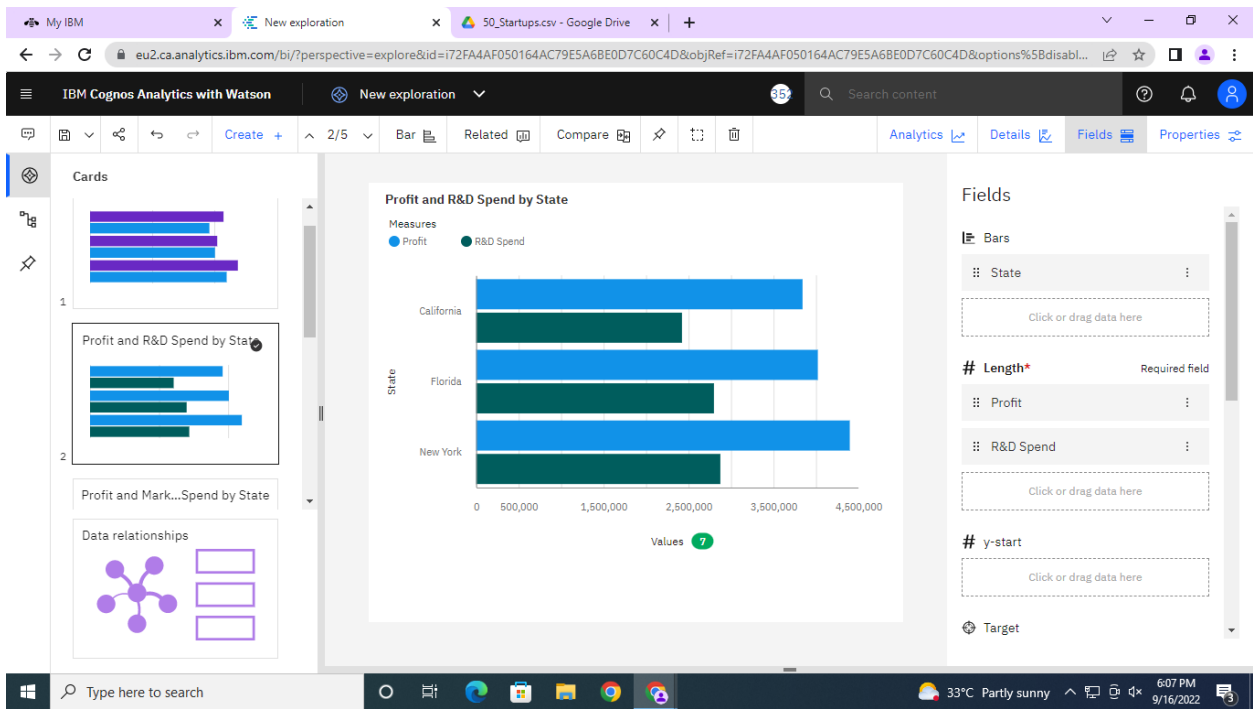 My IBM
New exploration
50_Startups.csv - Google Drive
eu2.ca.analytics.ibm.com/bi/?perspective=explore&id=i72FA4AF050164AC79E5A6BE0D7C60C4D&objRef=i72FA4AF050164AC79E5A6BE0D7C60C4D&options%5Bdisabl...
IBM Cognos Analytics with Watson
New exploration
352
Search content
Create +
2/5
Bar
Related
Compare
Analytics
Details
Fields
Properties
Cards
1
Profit and R&D Spend by State
2
Profit and Mark...Spend by State
Data relationships
Profit and R&D Spend by State
Measures
Profit
R&D Spend
State
California
Florida
New York
0 500,000 1,500,000 2,500,000 3,500,000 4,500,000
Values 7
Fields
Bars
State
Click or drag data here
# Length* Required field
Profit
R&D Spend
Click or drag data here
# y-start
Click or drag data here
Target
Type here to search
33°C Partly sunny
6:07 PM
9/16/2022
3